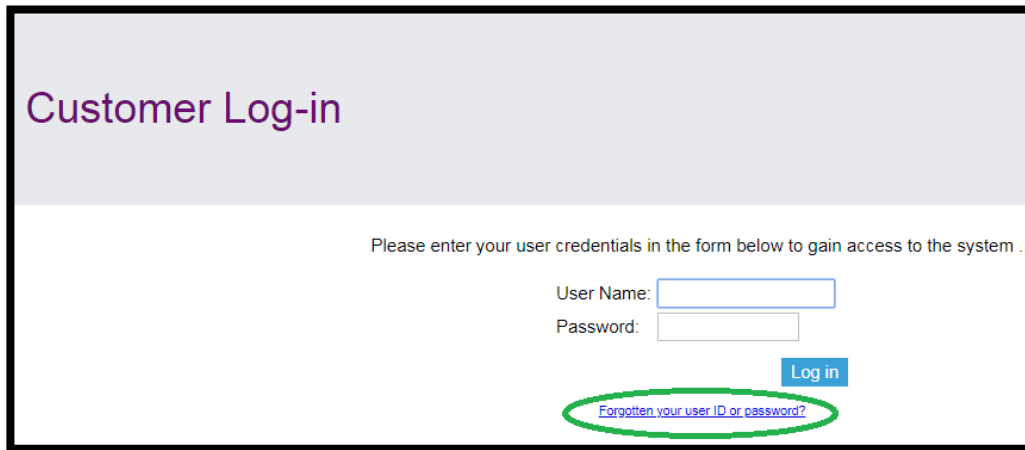 Customer Log-in
Please enter your user credentials in the form below to gain access to the system .
User Name:
Password:
Log in
Forgotten your user ID or password?